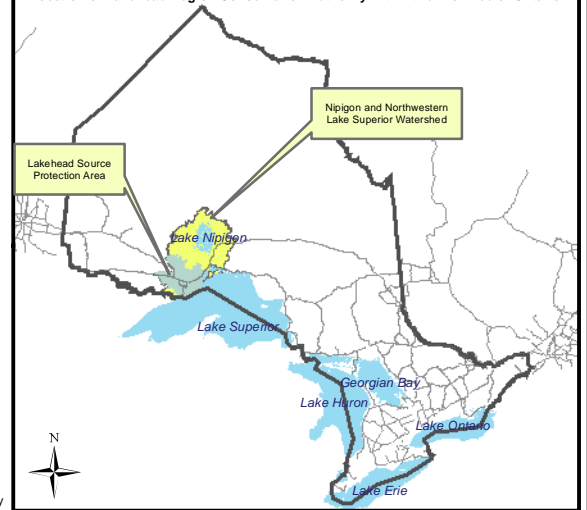 Nipigon and Northwestern
Lake Superior Watershed
Lakehead Source
Protection Area
Lake Nipigon
Lake Superior
Georgian Bay
Lake Huron
Lake Ontario
N
Lake Erie
y